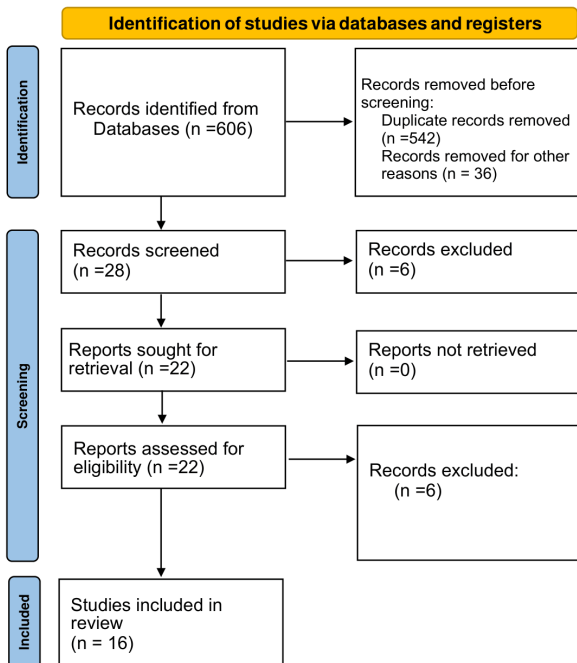 Identification of studies via databases and registers
Identification
Records identified from
Databases (n =606)
Records removed before
screening:
Duplicate records removed
(n =542)
Records removed for other
reasons (n = 36)
Screening
Records screened
(n =28)
Records excluded
(n =6)
Reports sought for
retrieval (n =22)
Reports not retrieved
(n =0)
Reports assessed for
eligibility (n =22)
Records excluded:
(n =6)
Included
Studies included in
review
(n = 16)